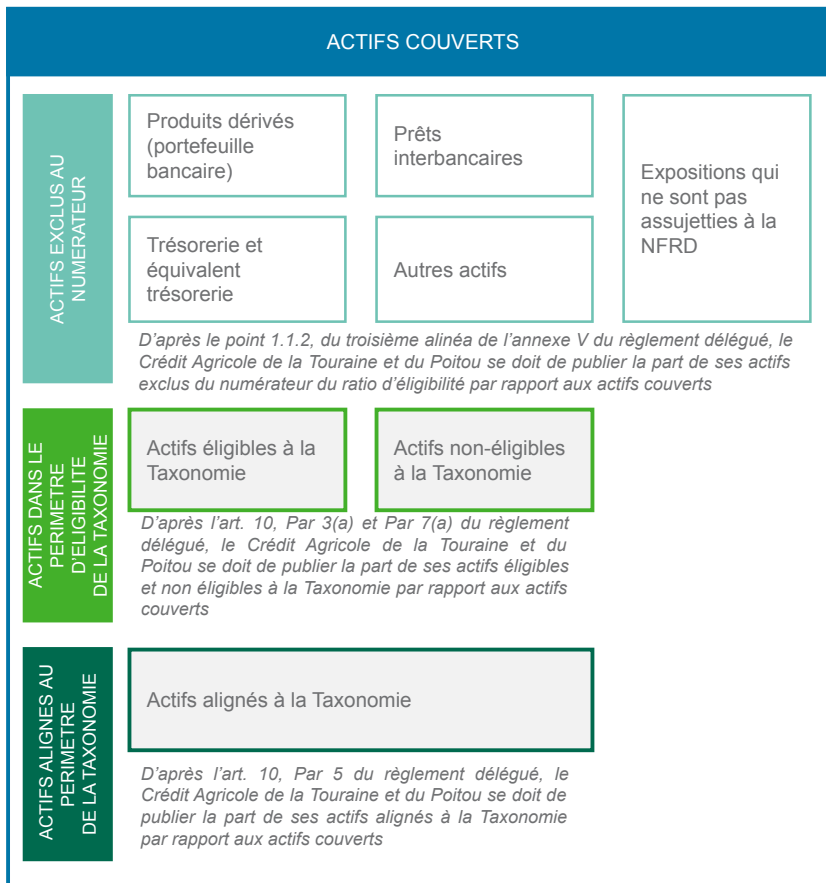 ACTIFS COUVERTS
ACTIFS EXCLUS AU
NUMERATEUR
Produits dérivés
(portefeuille
bancaire)
Prêts
interbancaires
Expositions qui
ne sont pas
assujetties à la
NFRD
Trésorerie et
équivalent
trésorerie
Autres actifs
D'après le point 1.1.2, du troisième alinéa de l'annexe V du règlement délégué, le
Crédit Agricole de la Touraine et du Poitou se doit de publier la part de ses actifs
exclus du numérateur du ratio d'éligibilité par rapport aux actifs couverts
ACTIFS DANS LE
PERIMETRE
D'ELIGIBILITE
DE LA TAXONOMIE
Actifs éligibles à la
Taxonomie
Actifs non-éligibles
à la Taxonomie
D'après l'art. 10, Par 3(a) et Par 7(a) du règlement
délégué, le Crédit Agricole de la Touraine et du
Poitou se doit de publier la part de ses actifs éligibles
et non éligibles à la Taxonomie par rapport aux actifs
couverts
ACTIFS ALIGNES AU
PERIMETRE
DE LA TAXONOMIE
Actifs alignés à la Taxonomie
D'après l'art. 10, Par 5 du règlement délégué, le
Crédit Agricole de la Touraine et du Poitou se doit de
publier la part de ses actifs alignés à la Taxonomie
par rapport aux actifs couverts